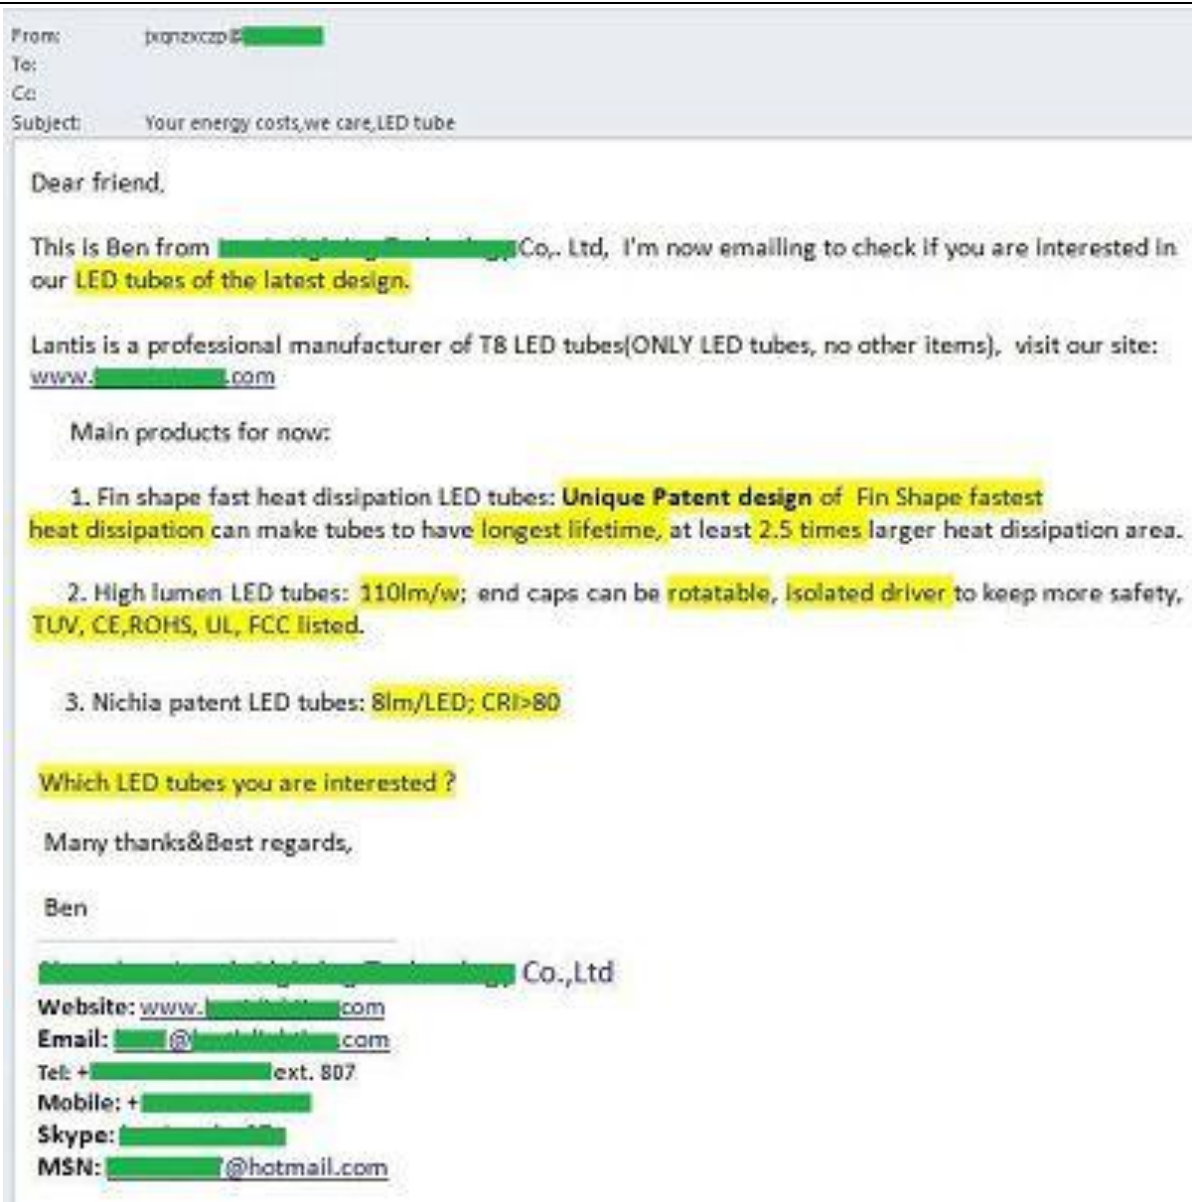 From: jxqnzxczp@
To:
Cc:
Subject: Your energy costs,we care,LED tube
Dear friend,
This is Ben from Co,. Ltd, I'm now emailing to check if you are interested in
our LED tubes of the latest design.
Lantis is a professional manufacturer of T8 LED tubes(ONLY LED tubes, no other items), visit our site:
www. .com
Main products for now:
1. Fin shape fast heat dissipation LED tubes: Unique Patent design of Fin Shape fastest
heat dissipation can make tubes to have longest lifetime, at least 2.5 times larger heat dissipation area.
2. High lumen LED tubes: 110lm/w; end caps can be rotatable, isolated driver to keep more safety,
TUV, CE,ROHS, UL, FCC listed.
3. Nichia patent LED tubes: 8lm/LED; CRI>80
Which LED tubes you are interested ?
Many thanks&Best regards,
Ben
Co.,Ltd
Website: www. com
Email: @ .com
Tel: + ext. 807
Mobile: +
Skype:
MSN: @hotmail.com